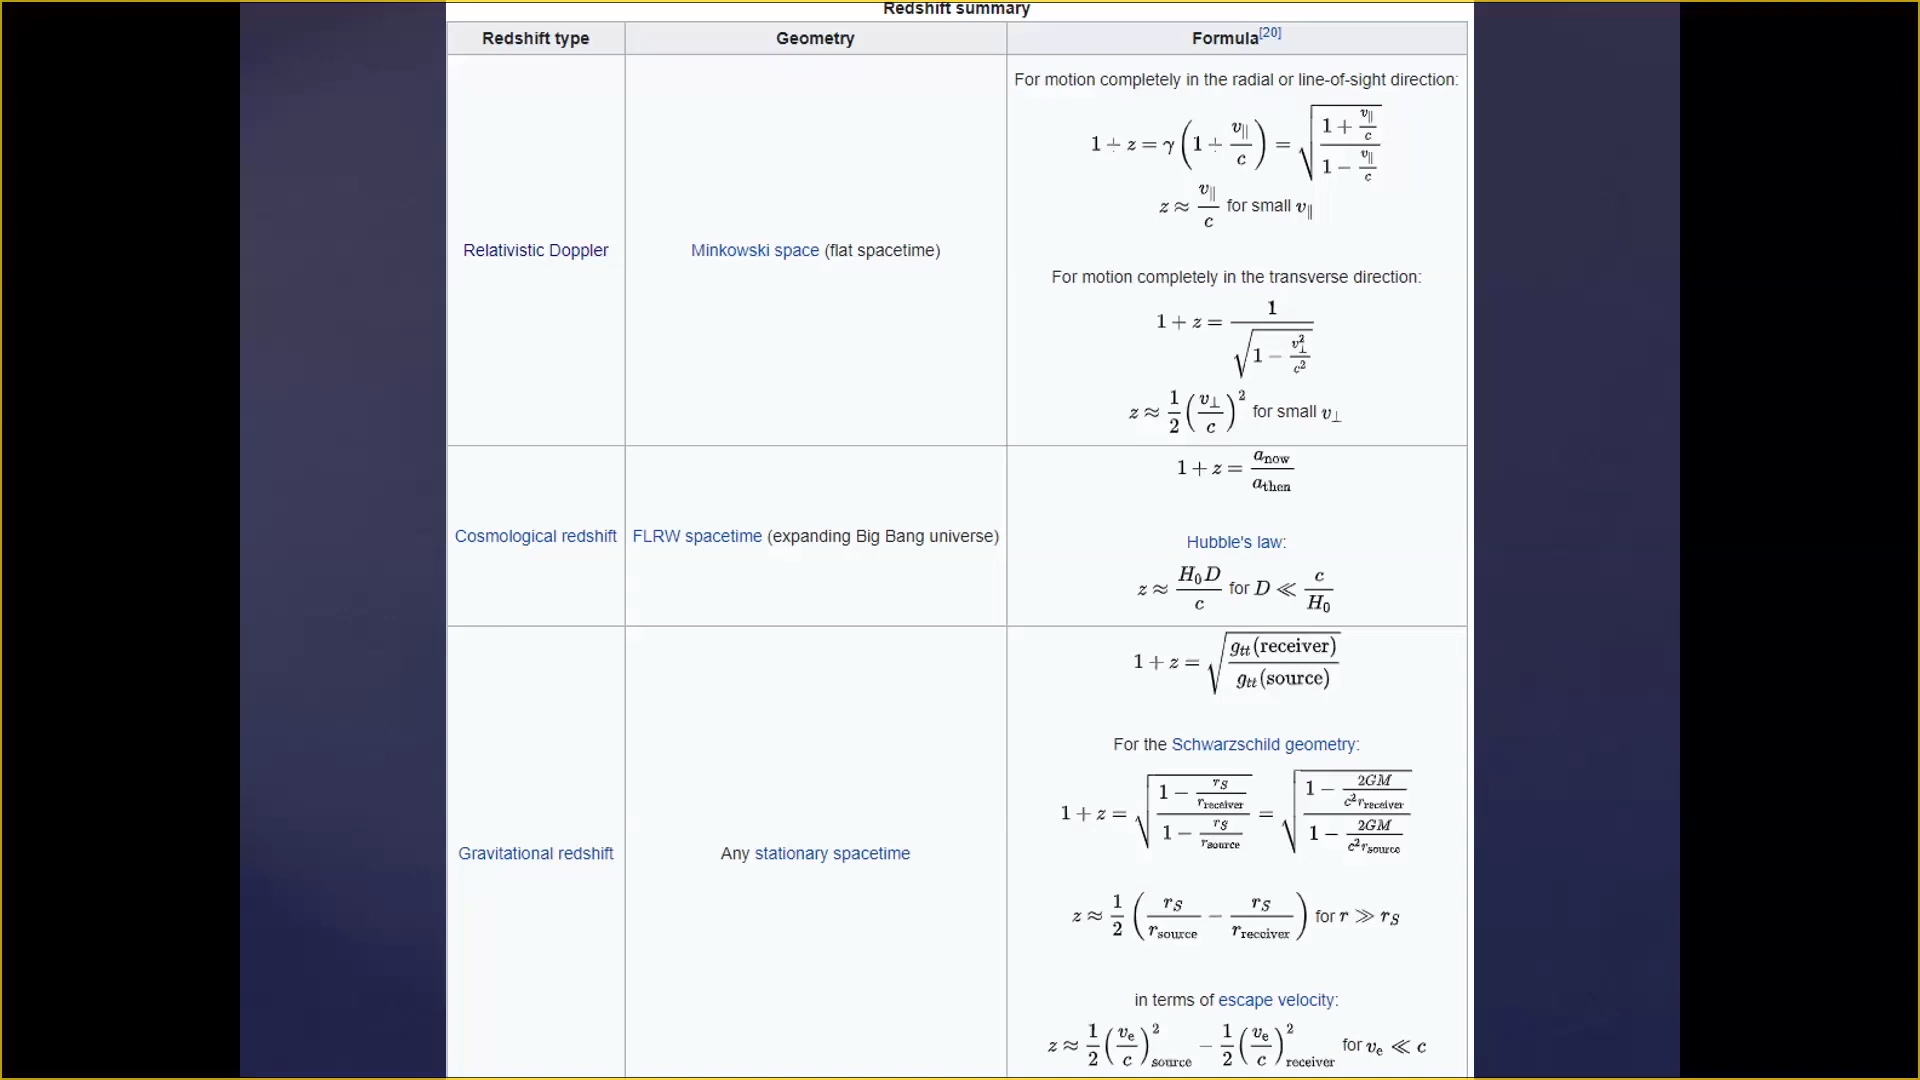 Redshift summary
Redshift type Geometry Formula[20]
For motion completely in the radial or line-of-sight direction:
1 + z = γ (1 + v∥/c) = √((1 + v∥/c)/(1 − v∥/c))
z ≈ v∥/c for small v∥
Relativistic Doppler Minkowski space (flat spacetime)
For motion completely in the transverse direction:
1 + z = 1/√(1 − v⊥²/c²)
z ≈ 1/2 (v⊥/c)² for small v⊥
1 + z = a_now/a_then
Cosmological redshift FLRW spacetime (expanding Big Bang universe)
Hubble's law:
z ≈ H₀D/c for D ≪ c/H₀
1 + z = √(g_tt(receiver)/g_tt(source))
For the Schwarzschild geometry:
1 + z = √((1 − r_S/r_receiver)/(1 − r_S/r_source)) = √((1 − 2GM/(c² r_receiver))/(1 − 2GM/(c² r_source)))
Gravitational redshift Any stationary spacetime
z ≈ 1/2 (r_S/r_source − r_S/r_receiver) for r ≫ r_S
in terms of escape velocity:
z ≈ 1/2 (v_e/c)²_source − 1/2 (v_e/c)²_receiver for v_e ≪ c